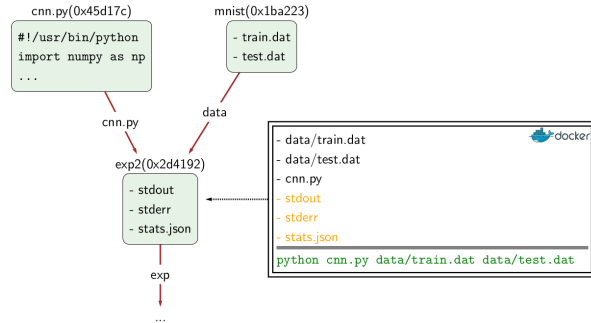 cnn.py(0x45d17c)
#!/usr/bin/python
import numpy as np
...
mnist(0x1ba223)
- train.dat
- test.dat
cnn.py
data
exp2(0x2d4192)
- stdout
- stderr
- stats.json
exp
...
docker
- data/train.dat
- data/test.dat
- cnn.py
- stdout
- stderr
- stats.json
python cnn.py data/train.dat data/test.dat